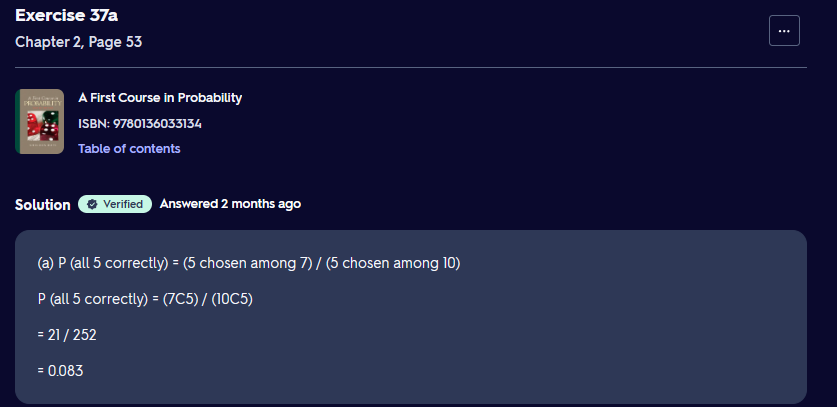 Exercise 37a
Chapter 2, Page 53
...
A First Course in
PROBABILITY
A First Course in Probability
ISBN: 9780136033134
Table of contents
Solution Verified Answered 2 months ago
(a) P (all 5 correctly) = (5 chosen among 7) / (5 chosen among 10)
P (all 5 correctly) = (7C5) / (10C5)
= 21 / 252
= 0.083